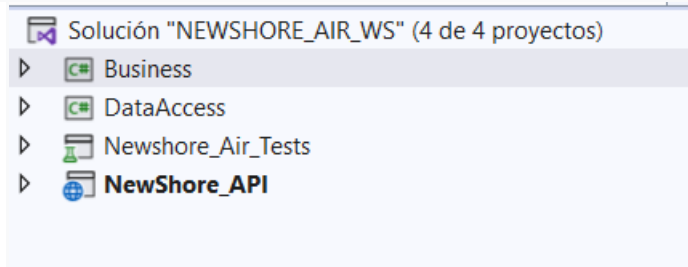 Solución "NEWSHORE_AIR_WS" (4 de 4 proyectos)
C# Business
C# DataAccess
Newshore_Air_Tests
NewShore_API